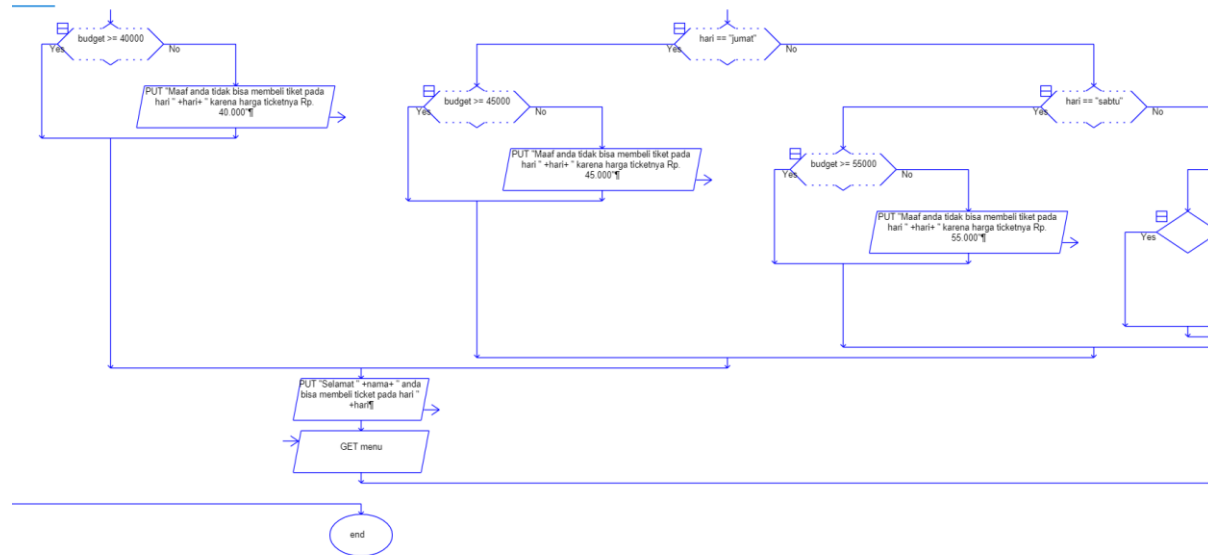 budget >= 40000
Yes
No
PUT "Maaf anda tidak bisa membeli tiket pada
hari " +hari+ " karena harga ticketnya Rp.
40.000"¶
hari == "jumat"
Yes
No
budget >= 45000
Yes
No
PUT "Maaf anda tidak bisa membeli tiket pada
hari " +hari+ " karena harga ticketnya Rp.
45.000"¶
hari == "sabtu"
Yes
No
budget >= 55000
Yes
No
PUT "Maaf anda tidak bisa membeli tiket pada
hari " +hari+ " karena harga ticketnya Rp.
55.000"¶
Yes
PUT "Selamat " +nama+ " anda
bisa membeli ticket pada hari "
+hari¶
GET menu
end